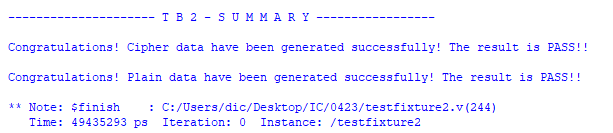 --------------------- T B 2 - S U M M A R Y -----------------
Congratulations! Cipher data have been generated successfully! The result is PASS!!
Congratulations! Plain data have been generated successfully! The result is PASS!!
** Note: $finish    : C:/Users/dic/Desktop/IC/0423/testfixture2.v(244)
   Time: 49435293 ps  Iteration: 0  Instance: /testfixture2